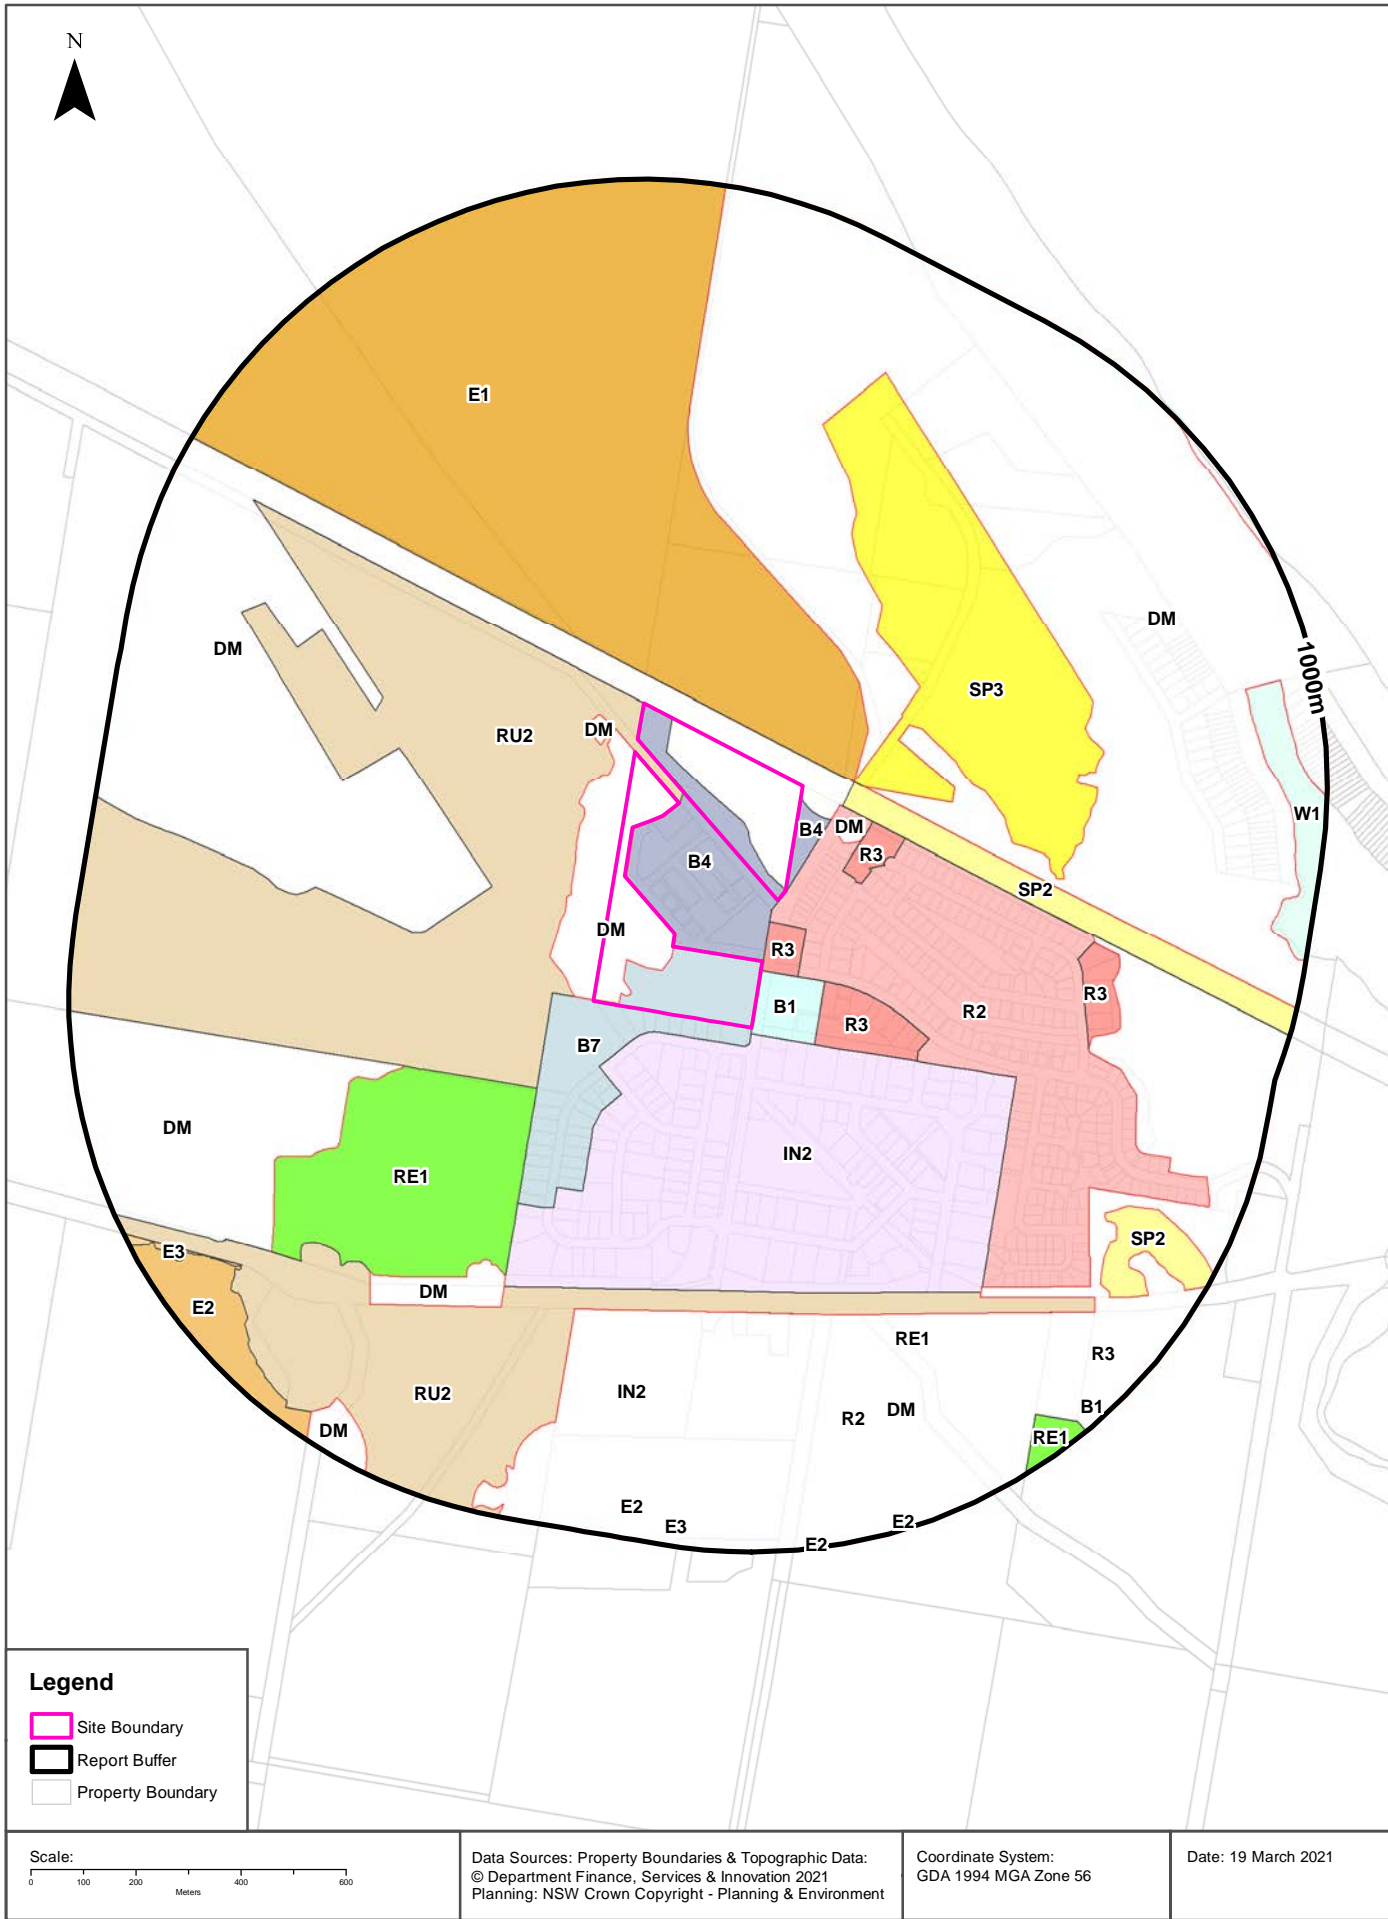 N
E1
DM
SP3
DM
1000m
RU2
DM
W1
B4
DM
R3
B4
SP2
DM
R3
R3
B1
R3
R2
B7
DM
IN2
RE1
SP2
E3
DM
E2
RE1
R3
IN2
RU2
DM
R2
B1
DM
RE1
E2
E3
E2
E2
Legend
Site Boundary
Report Buffer
Property Boundary
Scale:
0 100 200 400 600
Meters
Data Sources: Property Boundaries & Topographic Data:
© Department Finance, Services & Innovation 2021
Planning: NSW Crown Copyright - Planning & Environment
Coordinate System:
GDA 1994 MGA Zone 56
Date: 19 March 2021